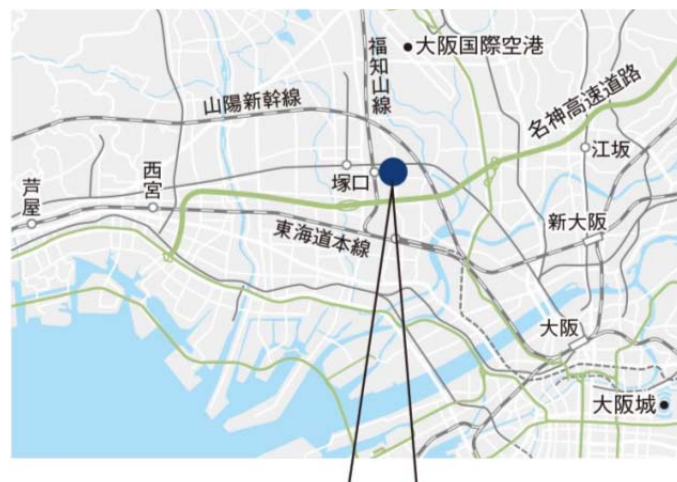 大阪国際空港
福知山線
山陽新幹線
名神高速道路
江坂
塚口
西宮
芦屋
新大阪
東海道本線
大阪
大阪城